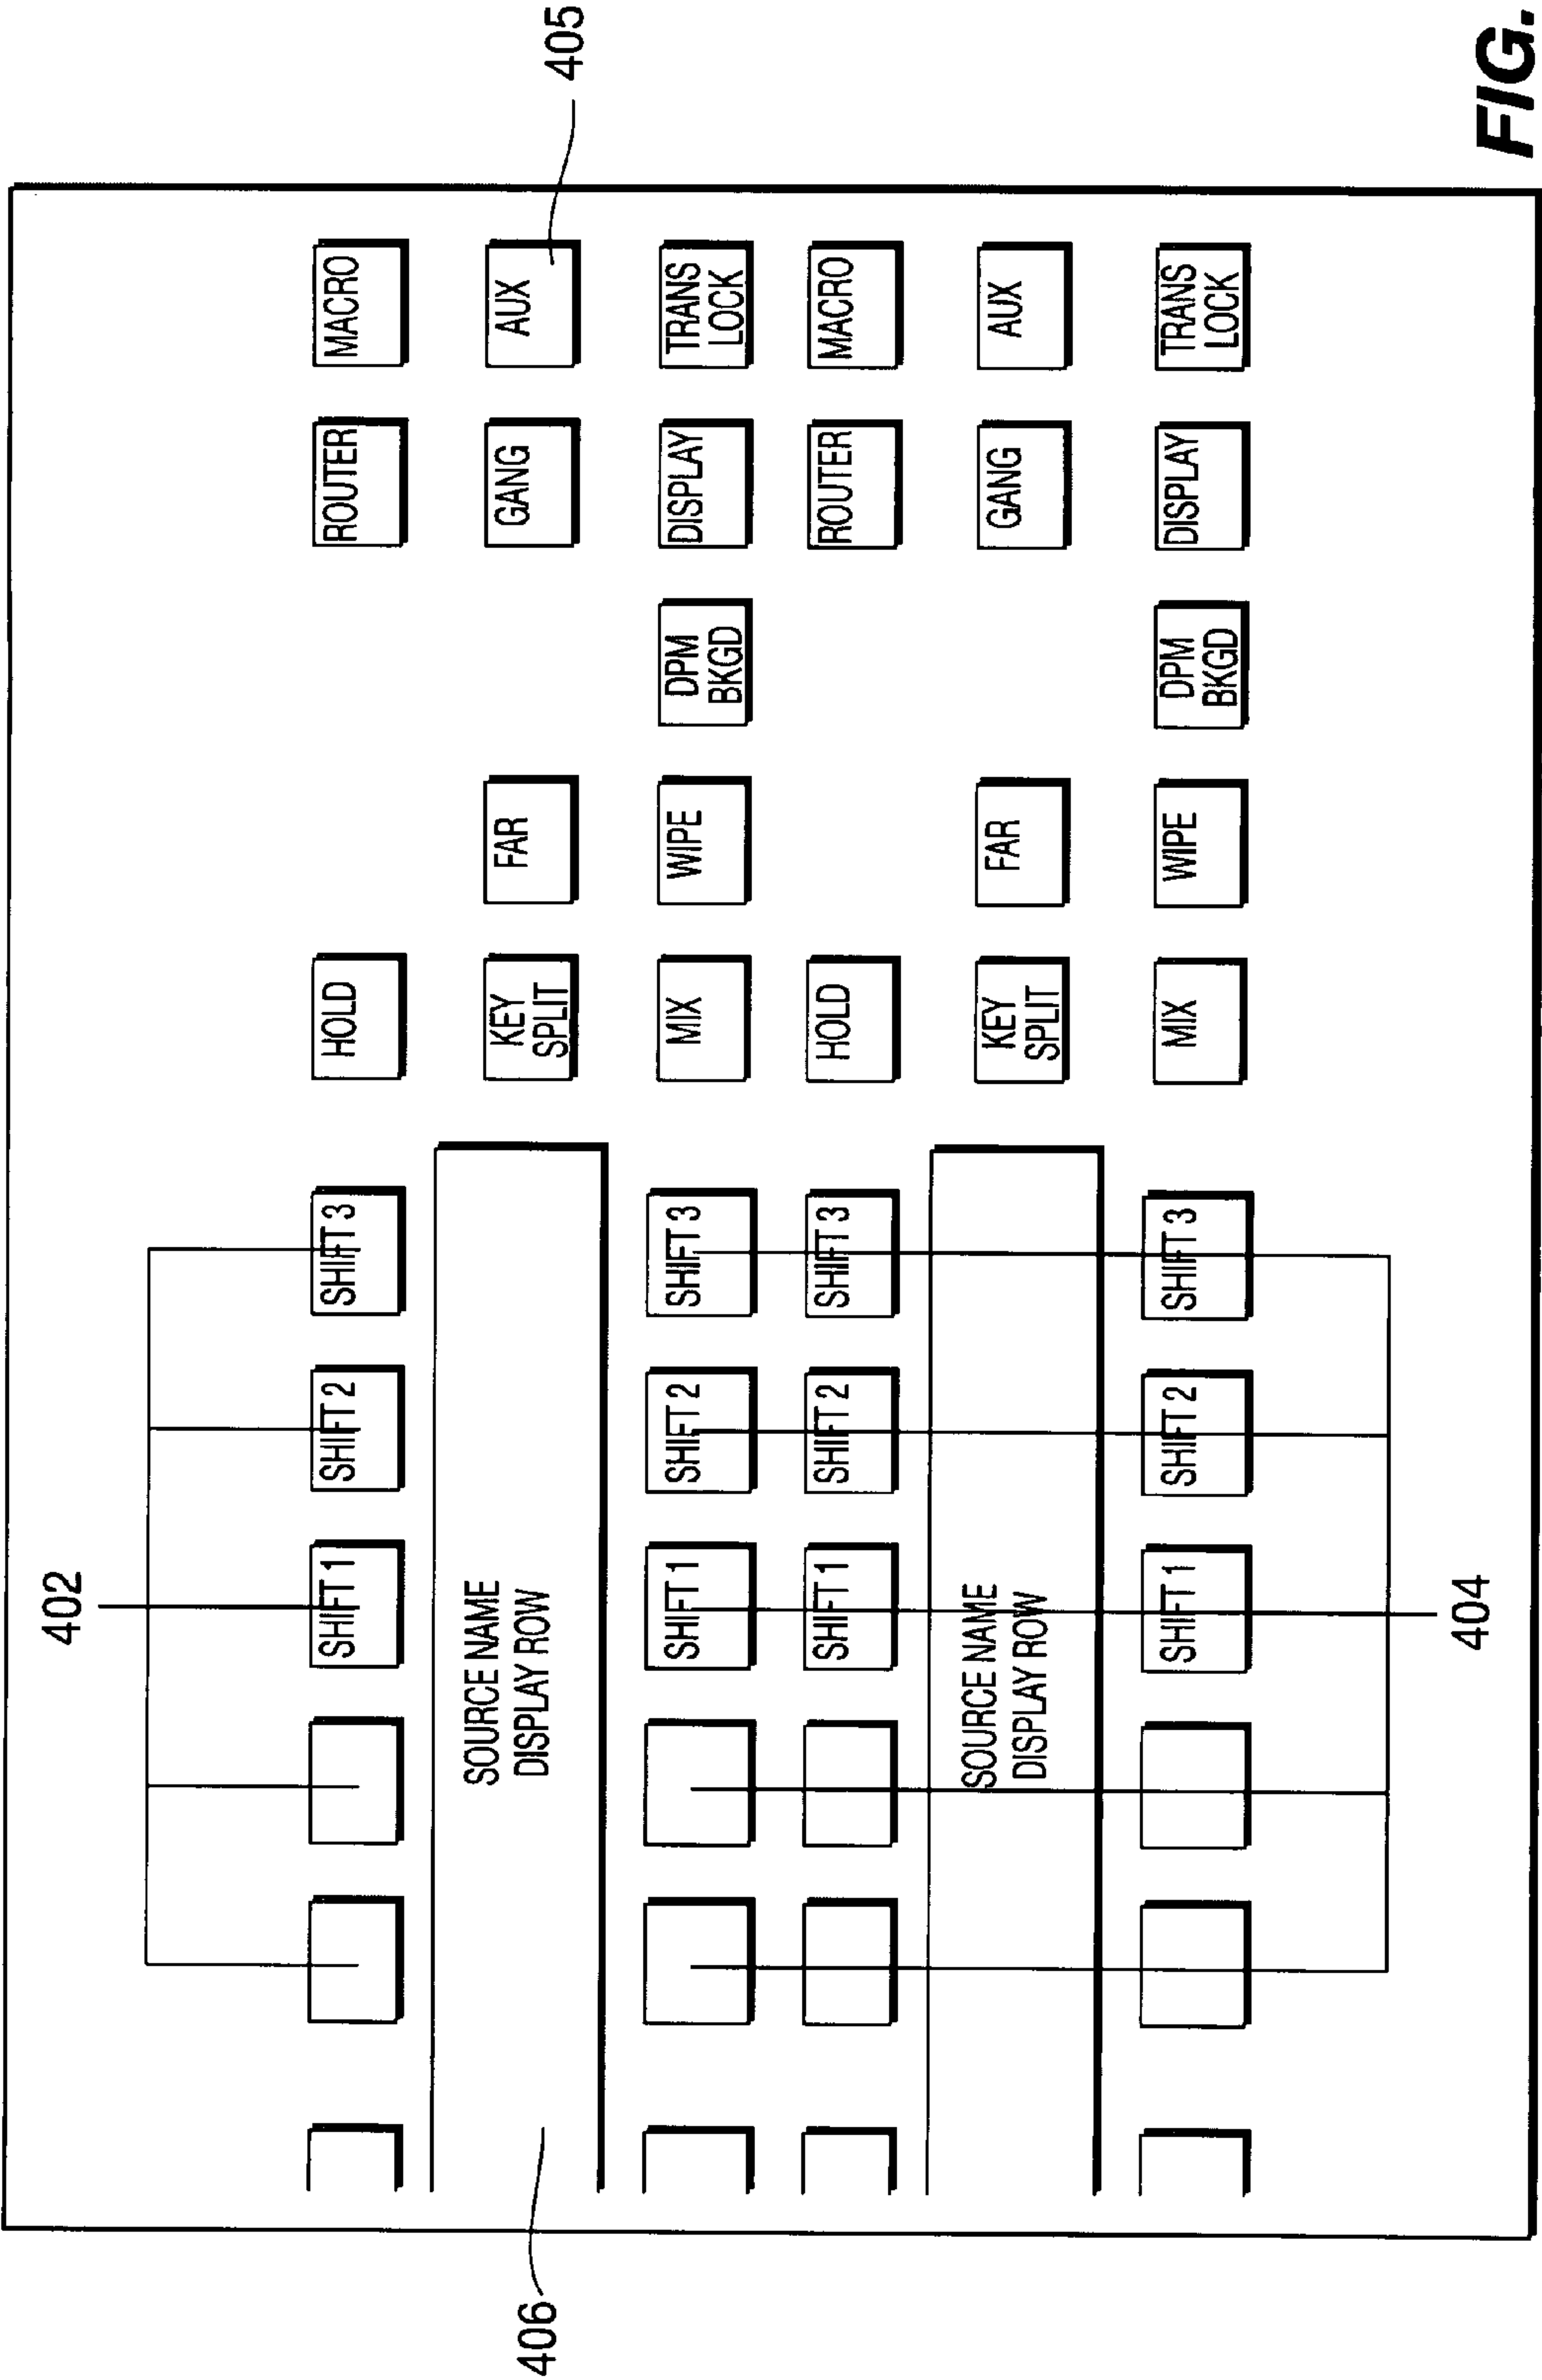 402
SHIFT 1
SHIFT 2
SHIFT 3
HOLD
ROUTER
MACRO
406
SOURCE NAME
DISPLAY ROW
KEY
SPLIT
FAR
GANG
AUX
405
SHIFT 1
SHIFT 2
SHIFT 3
MIX
WIPE
DPM
BKGD
DISPLAY
TRANS
LOCK
SHIFT 1
SHIFT 2
SHIFT 3
HOLD
ROUTER
MACRO
SOURCE NAME
DISPLAY ROW
KEY
SPLIT
FAR
GANG
AUX
SHIFT 1
SHIFT 2
SHIFT 3
MIX
WIPE
DPM
BKGD
DISPLAY
TRANS
LOCK
404
FIG.